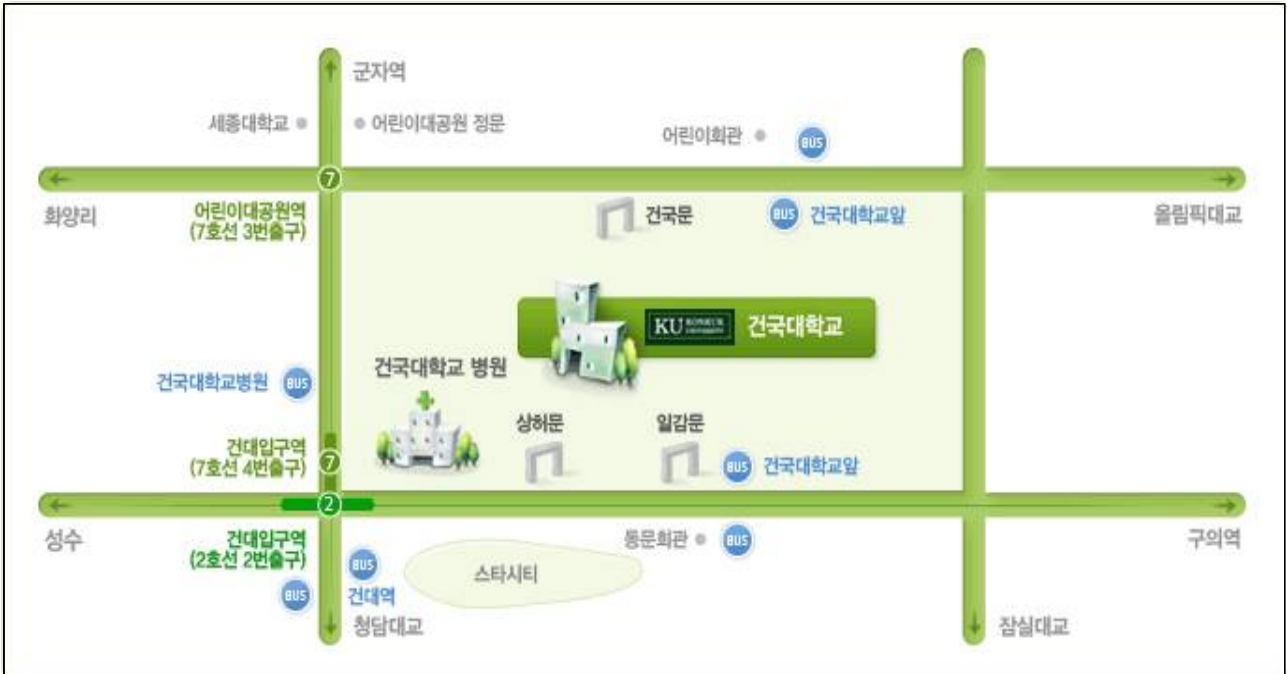 군자역
세종대학교
어린이대공원 정문
어린이회관
BUS
7
화양리
어린이대공원역
(7호선 3번출구)
건국문
BUS 건국대학교앞
올림픽대교
KU KONKUK
UNIVERSITY
건국대학교
건국대학교 병원
건국대학교병원 BUS
상허문
일감문
건대입구역
(7호선 4번출구)
7
BUS 건국대학교앞
2
성수
건대입구역
(2호선 2번출구)
동문회관
BUS
구의역
BUS
스타시티
BUS
건대역
청담대교
잠실대교